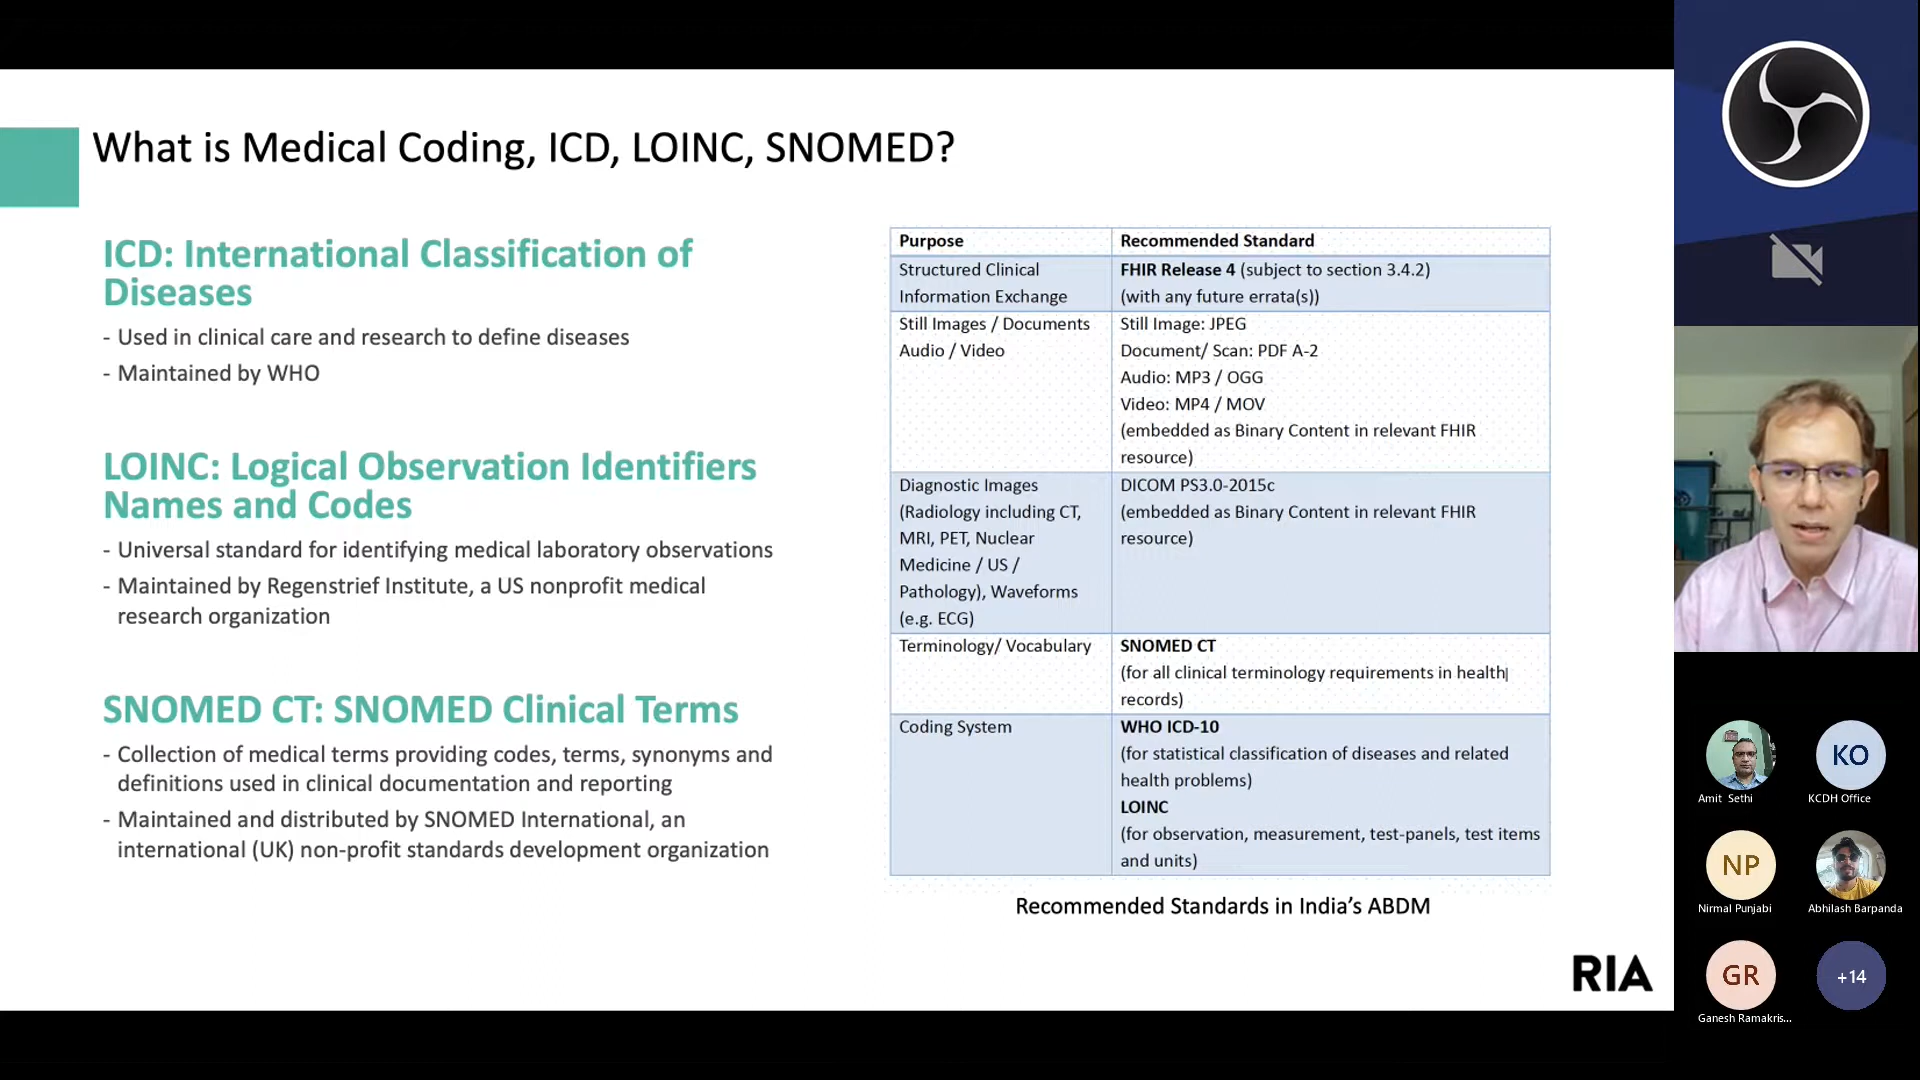 What is Medical Coding, ICD, LOINC, SNOMED?
ICD: International Classification of
Diseases
- Used in clinical care and research to define diseases
- Maintained by WHO
LOINC: Logical Observation Identifiers
Names and Codes
- Universal standard for identifying medical laboratory observations
- Maintained by Regenstrief Institute, a US nonprofit medical
research organization
SNOMED CT: SNOMED Clinical Terms
- Collection of medical terms providing codes, terms, synonyms and
definitions used in clinical documentation and reporting
- Maintained and distributed by SNOMED International, an
international (UK) non-profit standards development organization
Purpose
Recommended Standard
Structured Clinical
Information Exchange
FHIR Release 4 (subject to section 3.4.2)
(with any future errata(s))
Still Images / Documents
Audio / Video
Still Image: JPEG
Document/ Scan: PDF A-2
Audio: MP3 / OGG
Video: MP4 / MOV
(embedded as Binary Content in relevant FHIR
resource)
Diagnostic Images
(Radiology including CT,
MRI, PET, Nuclear
Medicine / US /
Pathology), Waveforms
(e.g. ECG)
DICOM PS3.0-2015c
(embedded as Binary Content in relevant FHIR
resource)
Terminology/ Vocabulary
SNOMED CT
(for all clinical terminology requirements in health
records)
Coding System
WHO ICD-10
(for statistical classification of diseases and related
health problems)
LOINC
(for observation, measurement, test-panels, test items
and units)
Recommended Standards in India's ABDM
RIA
Amit Sethi
KO
KCDH Office
NP
Nirmal Punjabi
Abhilash Barpanda
GR
Ganesh Ramakris...
+14